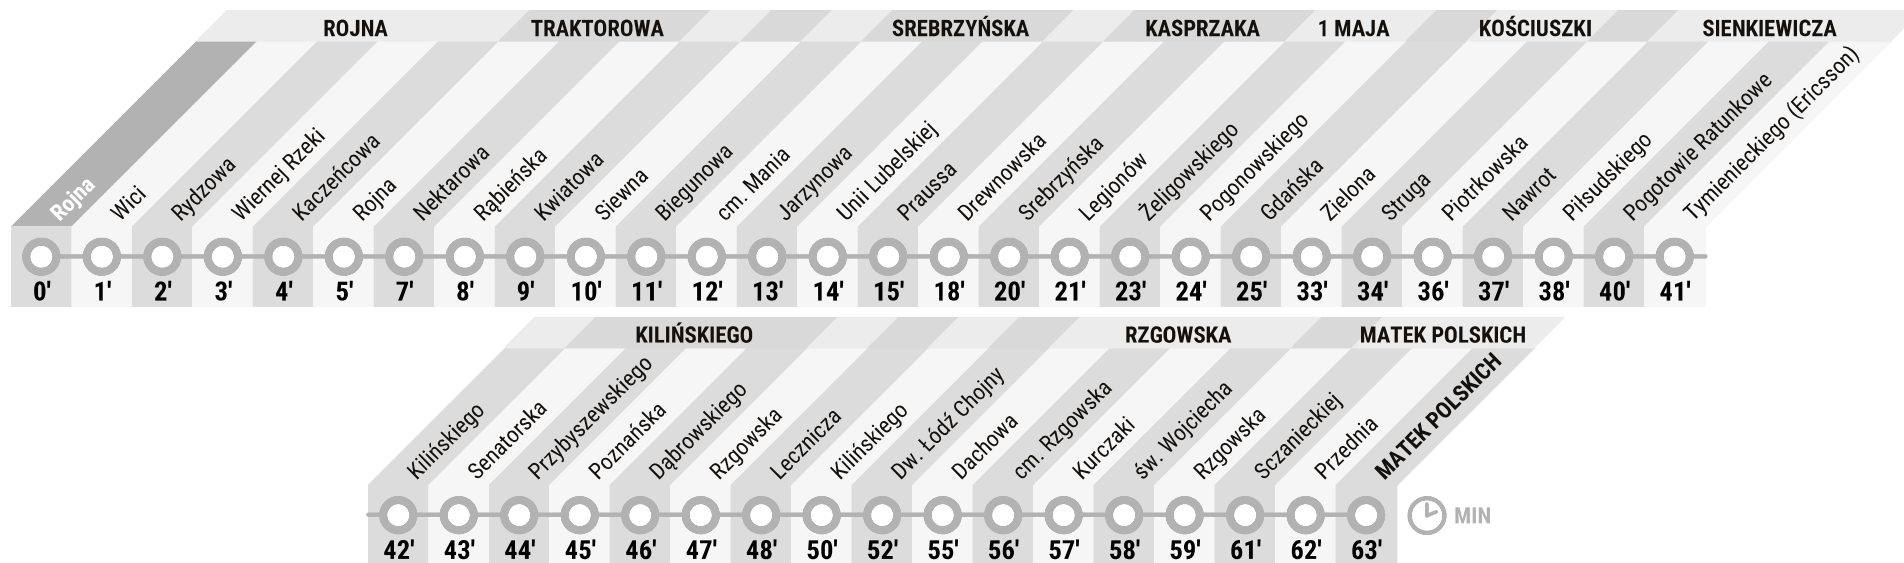 ROJNA TRAKTOROWA SREBRZYŃSKA KASPRZAKA 1 MAJA KOŚCIUSZKI SIENKIEWICZA
Rojna
Wici
Rydzowa
Wiernej Rzeki
Kaczeńcowa
Rojna
Nektarowa
Rąbieńska
Kwiatowa
Siewna
Biegunowa
cm. Mania
Jarzynowa
Unii Lubelskiej
Praussa
Drewnowska
Srebrzyńska
Legionów
Żeligowskiego
Pogonowskiego
Gdańska
Zielona
Struga
Piotrkowska
Nawrot
Piłsudskiego
Pogotowie Ratunkowe
Tymienieckiego (Ericsson)
0' 1' 2' 3' 4' 5' 7' 8' 9' 10' 11' 12' 13' 14' 15' 18' 20' 21' 23' 24' 25' 33' 34' 36' 37' 38' 40' 41'
KILIŃSKIEGO RZGOWSKA MATEK POLSKICH
Kilińskiego
Senatorska
Przybyszewskiego
Poznańska
Dąbrowskiego
Rzgowska
Lecznicza
Kilińskiego
Dw. Łódź Chojny
Dachowa
cm. Rzgowska
Kurczaki
św. Wojciecha
Rzgowska
Sczanieckiej
Przednia
MATEK POLSKICH
MIN
42' 43' 44' 45' 46' 47' 48' 50' 52' 55' 56' 57' 58' 59' 61' 62' 63'